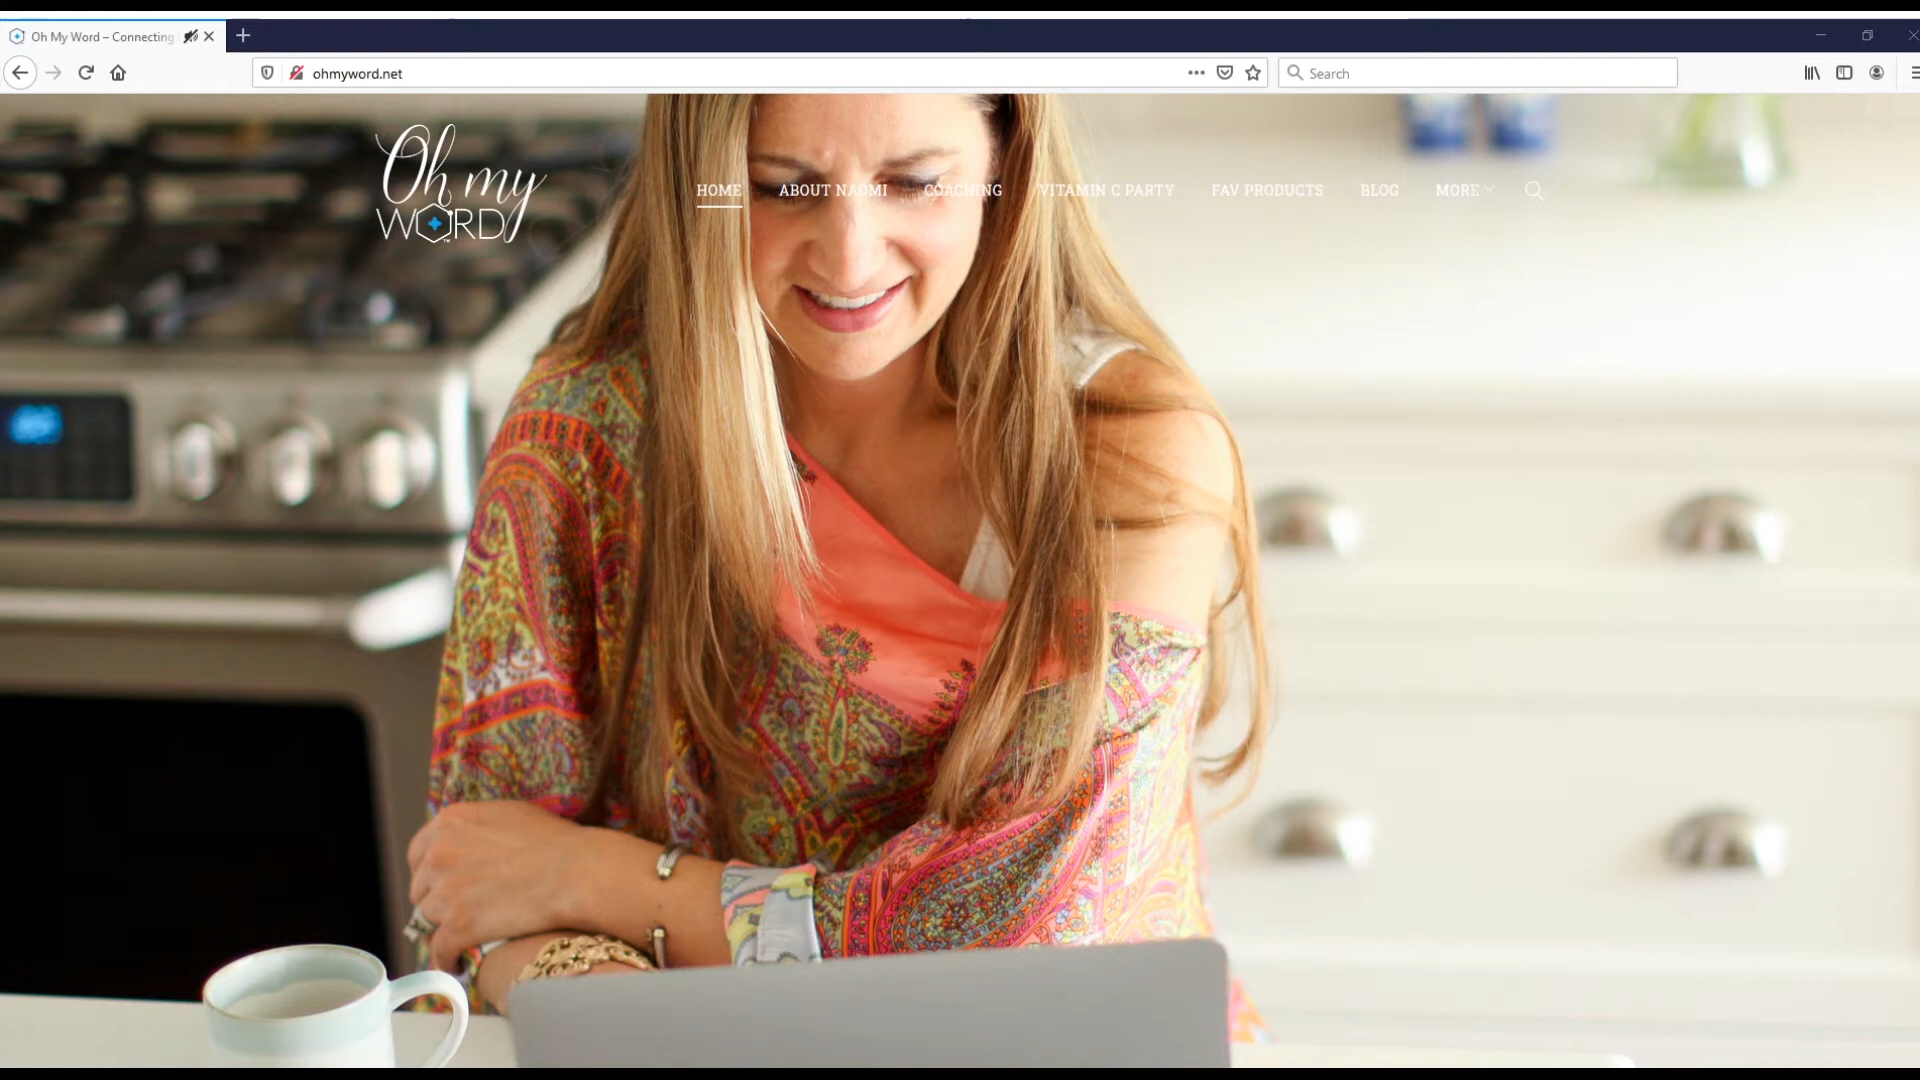 Oh My Word – Connecting
ohmyword.net
Search
Oh my
WORD
TM
HOME
ABOUT NAOMI
COACHING
VITAMIN C PARTY
FAV PRODUCTS
BLOG
MORE